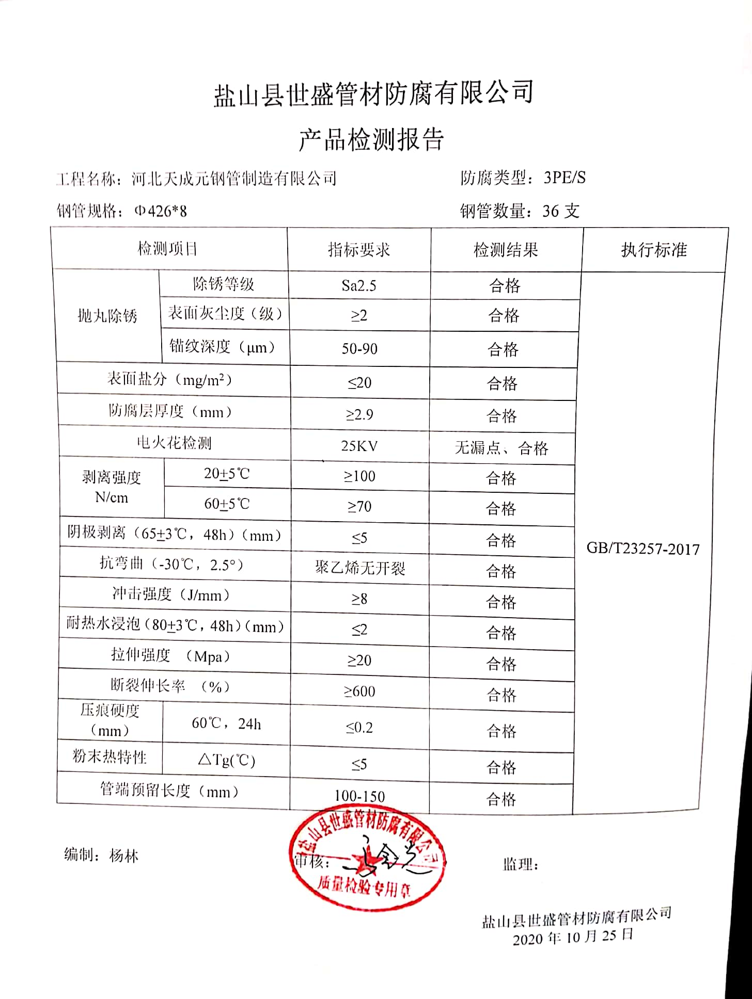 盐山县世盛管材防腐有限公司
产品检测报告
工程名称：河北天成元钢管制造有限公司 防腐类型：3PE/S
钢管规格：Φ426*8 钢管数量：36 支
检测项目 指标要求 检测结果 执行标准
抛丸除锈 除锈等级 Sa2.5 合格
表面灰尘度（级） ≥2 合格
锚纹深度（μm） 50-90 合格
表面盐分（mg/m²） ≤20 合格
防腐层厚度（mm） ≥2.9 合格
电火花检测 25KV 无漏点、合格
剥离强度
N/cm
20±5℃ ≥100 合格
60±5℃ ≥70 合格
阴极剥离（65±3℃，48h）（mm） ≤5 合格
GB/T23257-2017
抗弯曲（-30℃，2.5°） 聚乙烯无开裂 合格
冲击强度（J/mm） ≥8 合格
耐热水浸泡（80±3℃，48h）（mm） ≤2 合格
拉伸强度 （Mpa） ≥20 合格
断裂伸长率 （%） ≥600 合格
压痕硬度
（mm）
60℃，24h ≤0.2 合格
粉末热特性 △Tg(℃) ≤5 合格
管端预留长度（mm） 100-150 合格
盐山县世盛管材防腐有限公司
编制：杨林 审核： 监理：
质量检验专用章
盐山县世盛管材防腐有限公司
2020 年 10 月 25 日